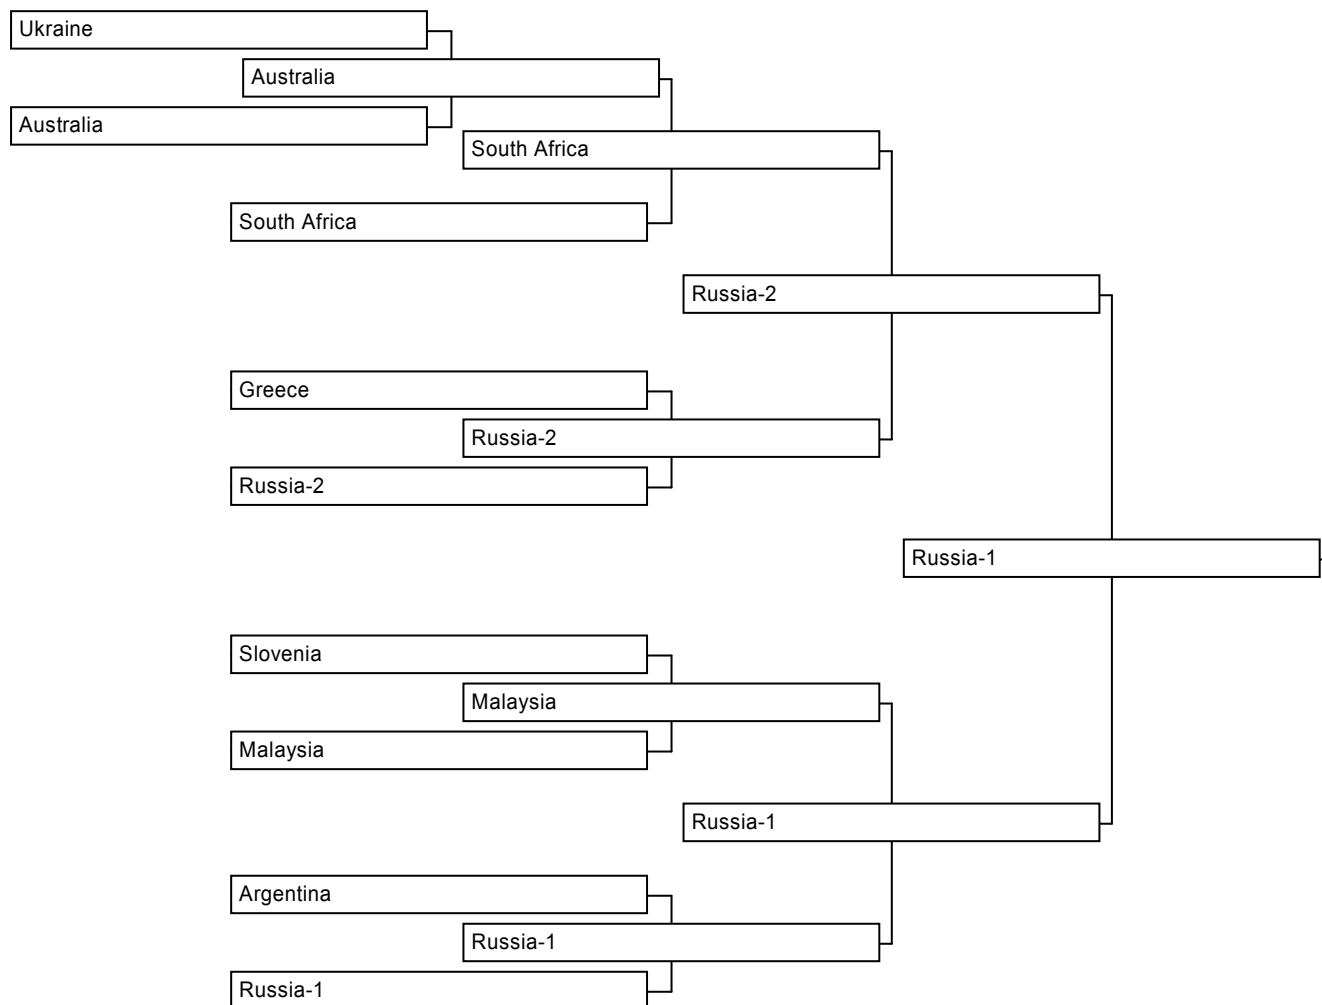 Ukraine
Australia
Australia
South Africa
South Africa
Russia-2
Greece
Russia-2
Russia-2
Russia-1
Slovenia
Malaysia
Malaysia
Russia-1
Argentina
Russia-1
Russia-1